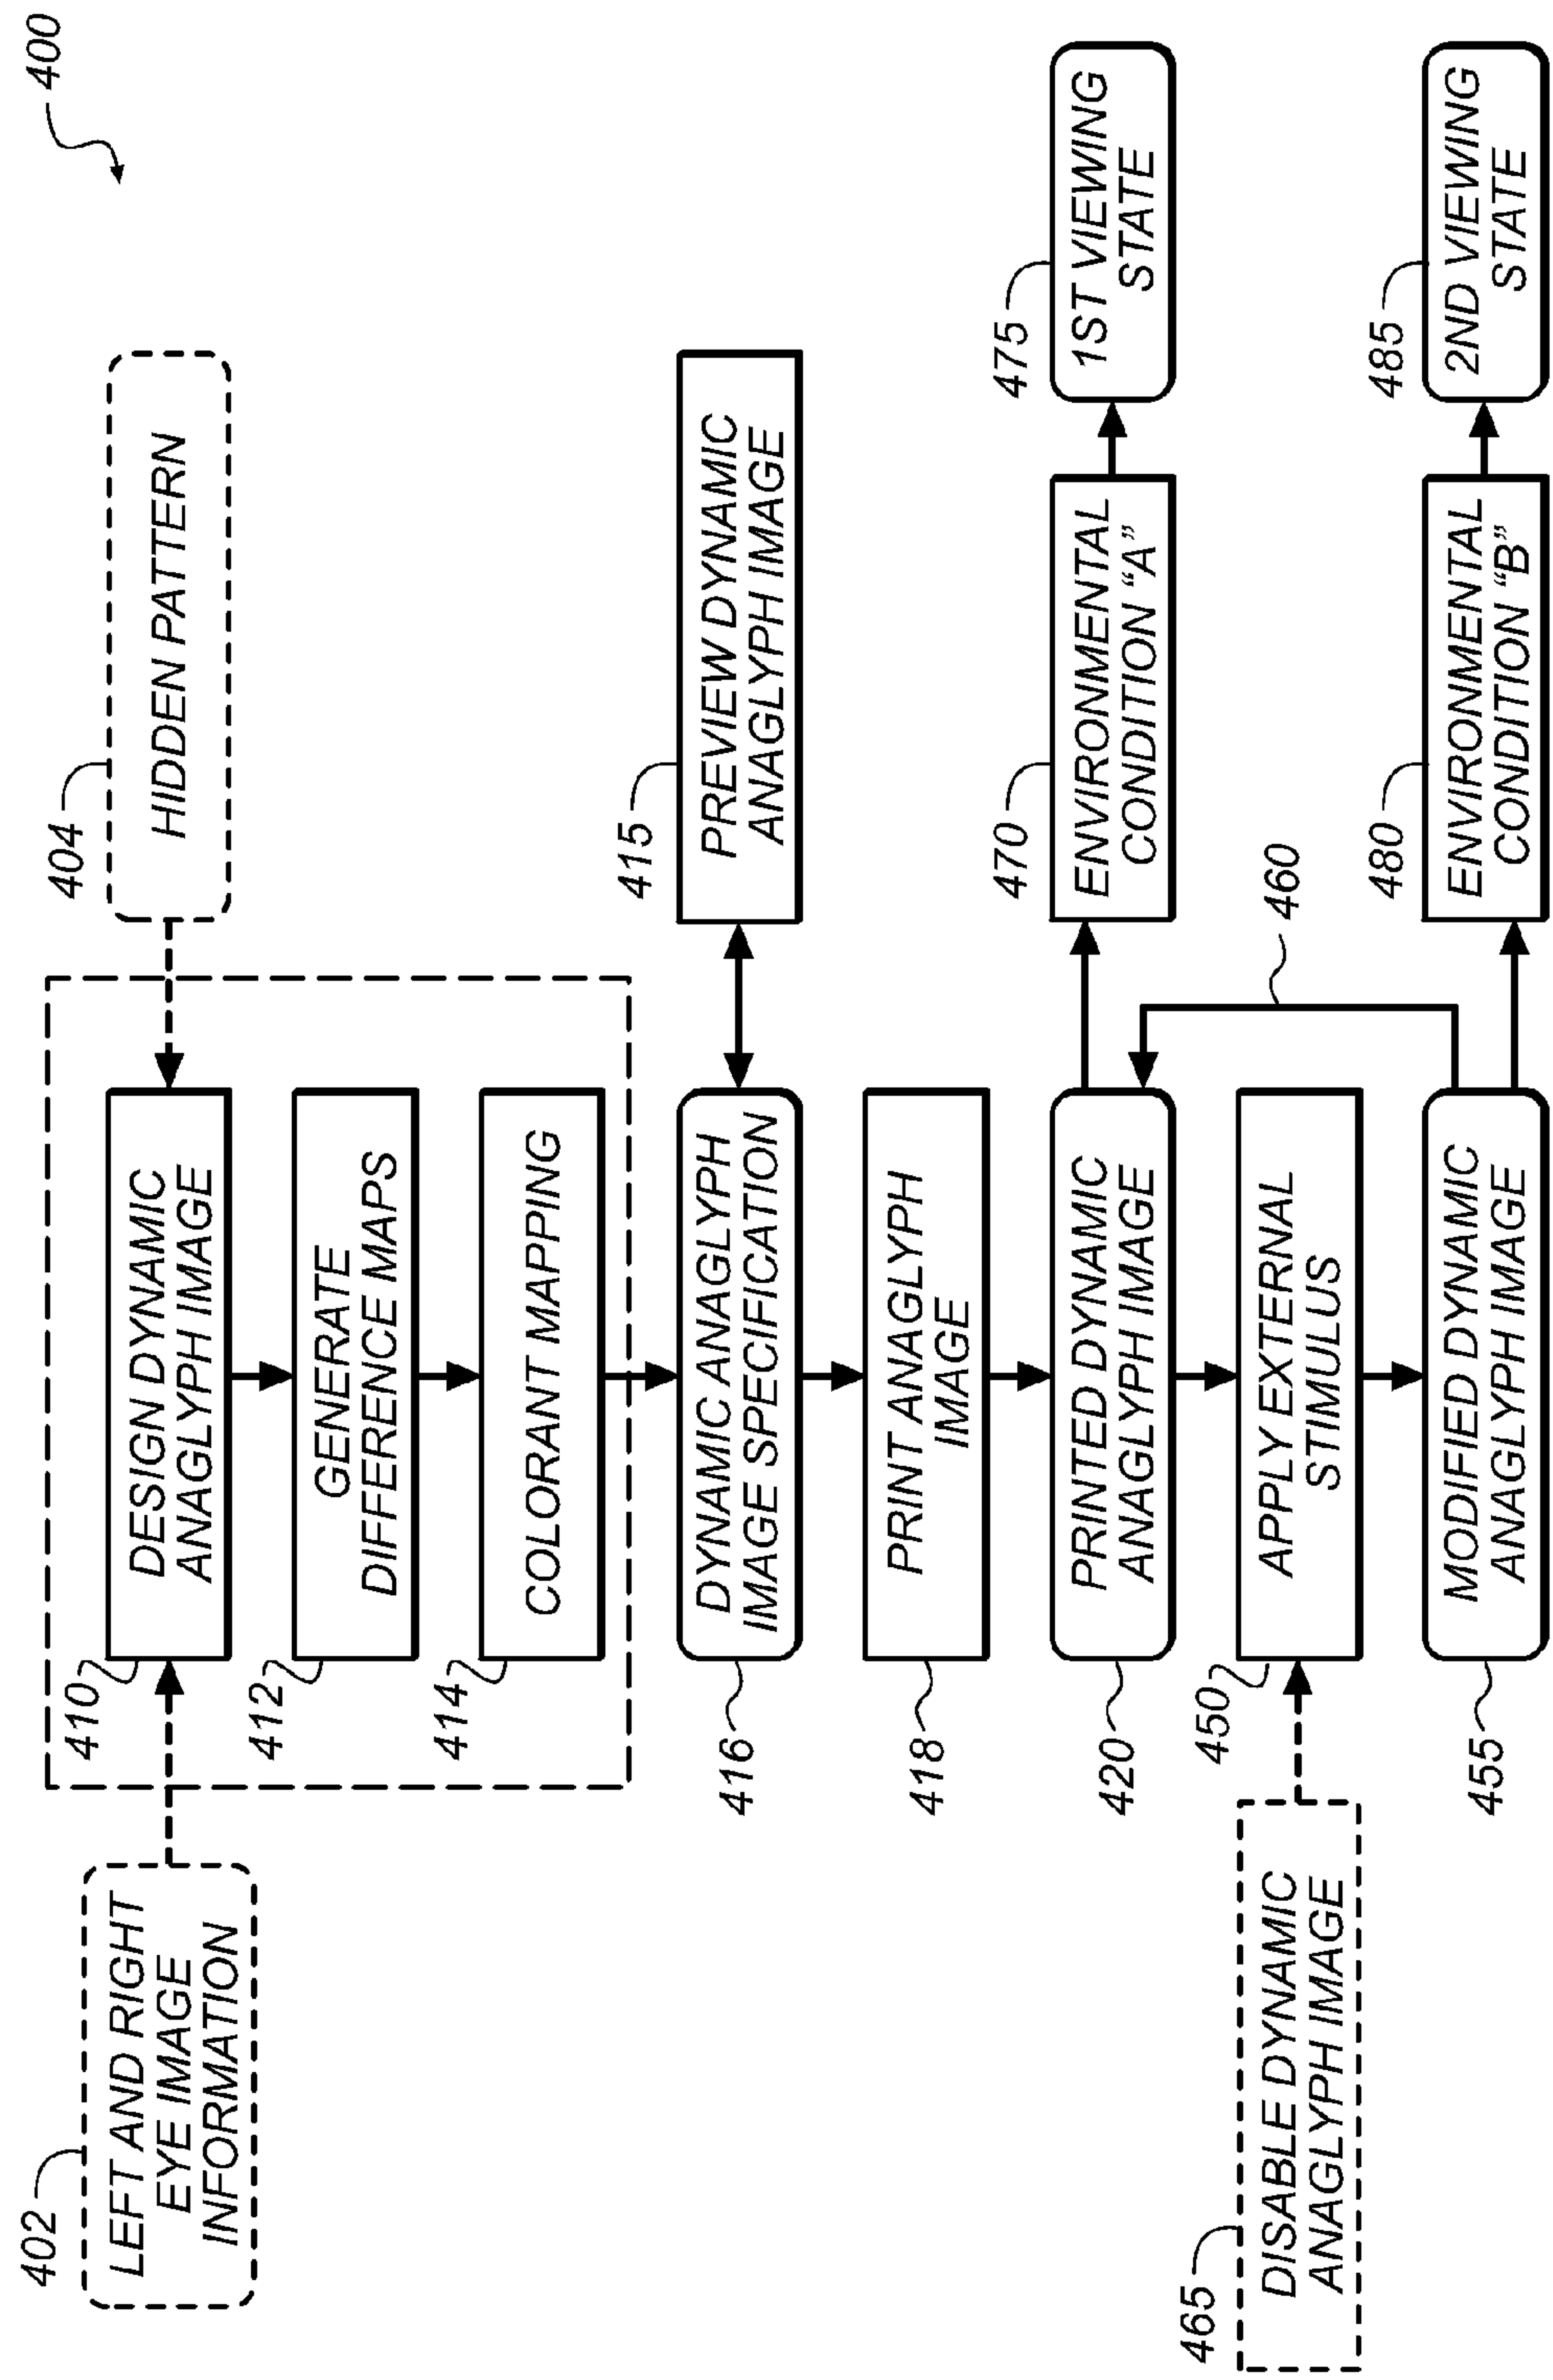 400
402
LEFT AND RIGHT
EYE IMAGE
INFORMATION
410
DESIGN DYNAMIC
ANAGLYPH IMAGE
404
HIDDEN PATTERN
412
GENERATE
DIFFERENCE MAPS
414
COLORANT MAPPING
416
DYNAMIC ANAGLYPH
IMAGE SPECIFICATION
415
PREVIEW DYNAMIC
ANAGLYPH IMAGE
418
PRINT ANAGLYPH
IMAGE
420
PRINTED DYNAMIC
ANAGLYPH IMAGE
470
ENVIRONMENTAL
CONDITION “A”
475
1ST VIEWING
STATE
465
DISABLE DYNAMIC
ANAGLYPH IMAGE
450
APPLY EXTERNAL
STIMULUS
460
455
MODIFIED DYNAMIC
ANAGLYPH IMAGE
480
ENVIRONMENTAL
CONDITION “B”
485
2ND VIEWING
STATE